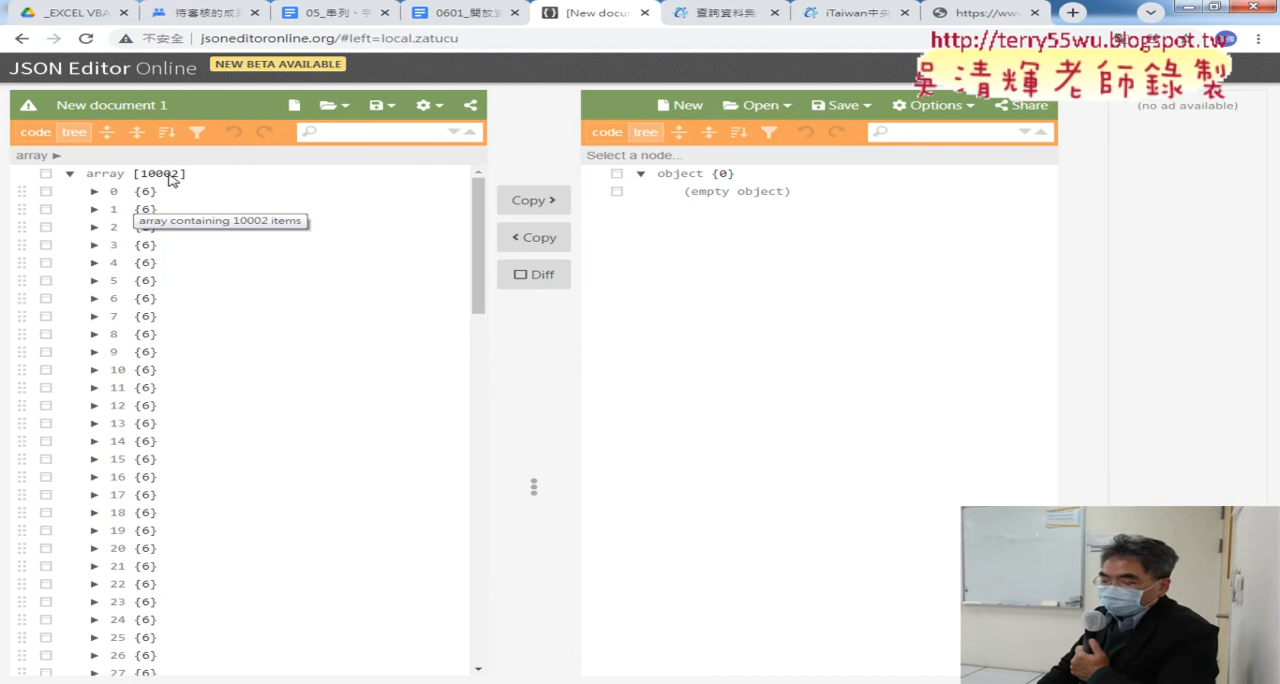 _EXCEL VBA
待審核的成
05_串列、字
0601_開放
[New docu
查詢資料集
iTaiwan中央
https://ww
不安全
jsoneditoronline.org/#left=local.zatucu
http://terry55wu.blogspot.tw
吳清輝老師錄製
JSON Editor Online
NEW BETA AVAILABLE
New document 1
New
Open
Save
Options
Share
(no ad available)
code tree
code tree
array
Select a node...
array [10002]
object {0}
(empty object)
array containing 10002 items
Copy
Copy
Diff
0 {6}
1 {6}
2
3 {6}
4 {6}
5 {6}
6 {6}
7 {6}
8 {6}
9 {6}
10 {6}
11 {6}
12 {6}
13 {6}
14 {6}
15 {6}
16 {6}
17 {6}
18 {6}
19 {6}
20 {6}
21 {6}
22 {6}
23 {6}
24 {6}
25 {6}
26 {6}
27 {6}